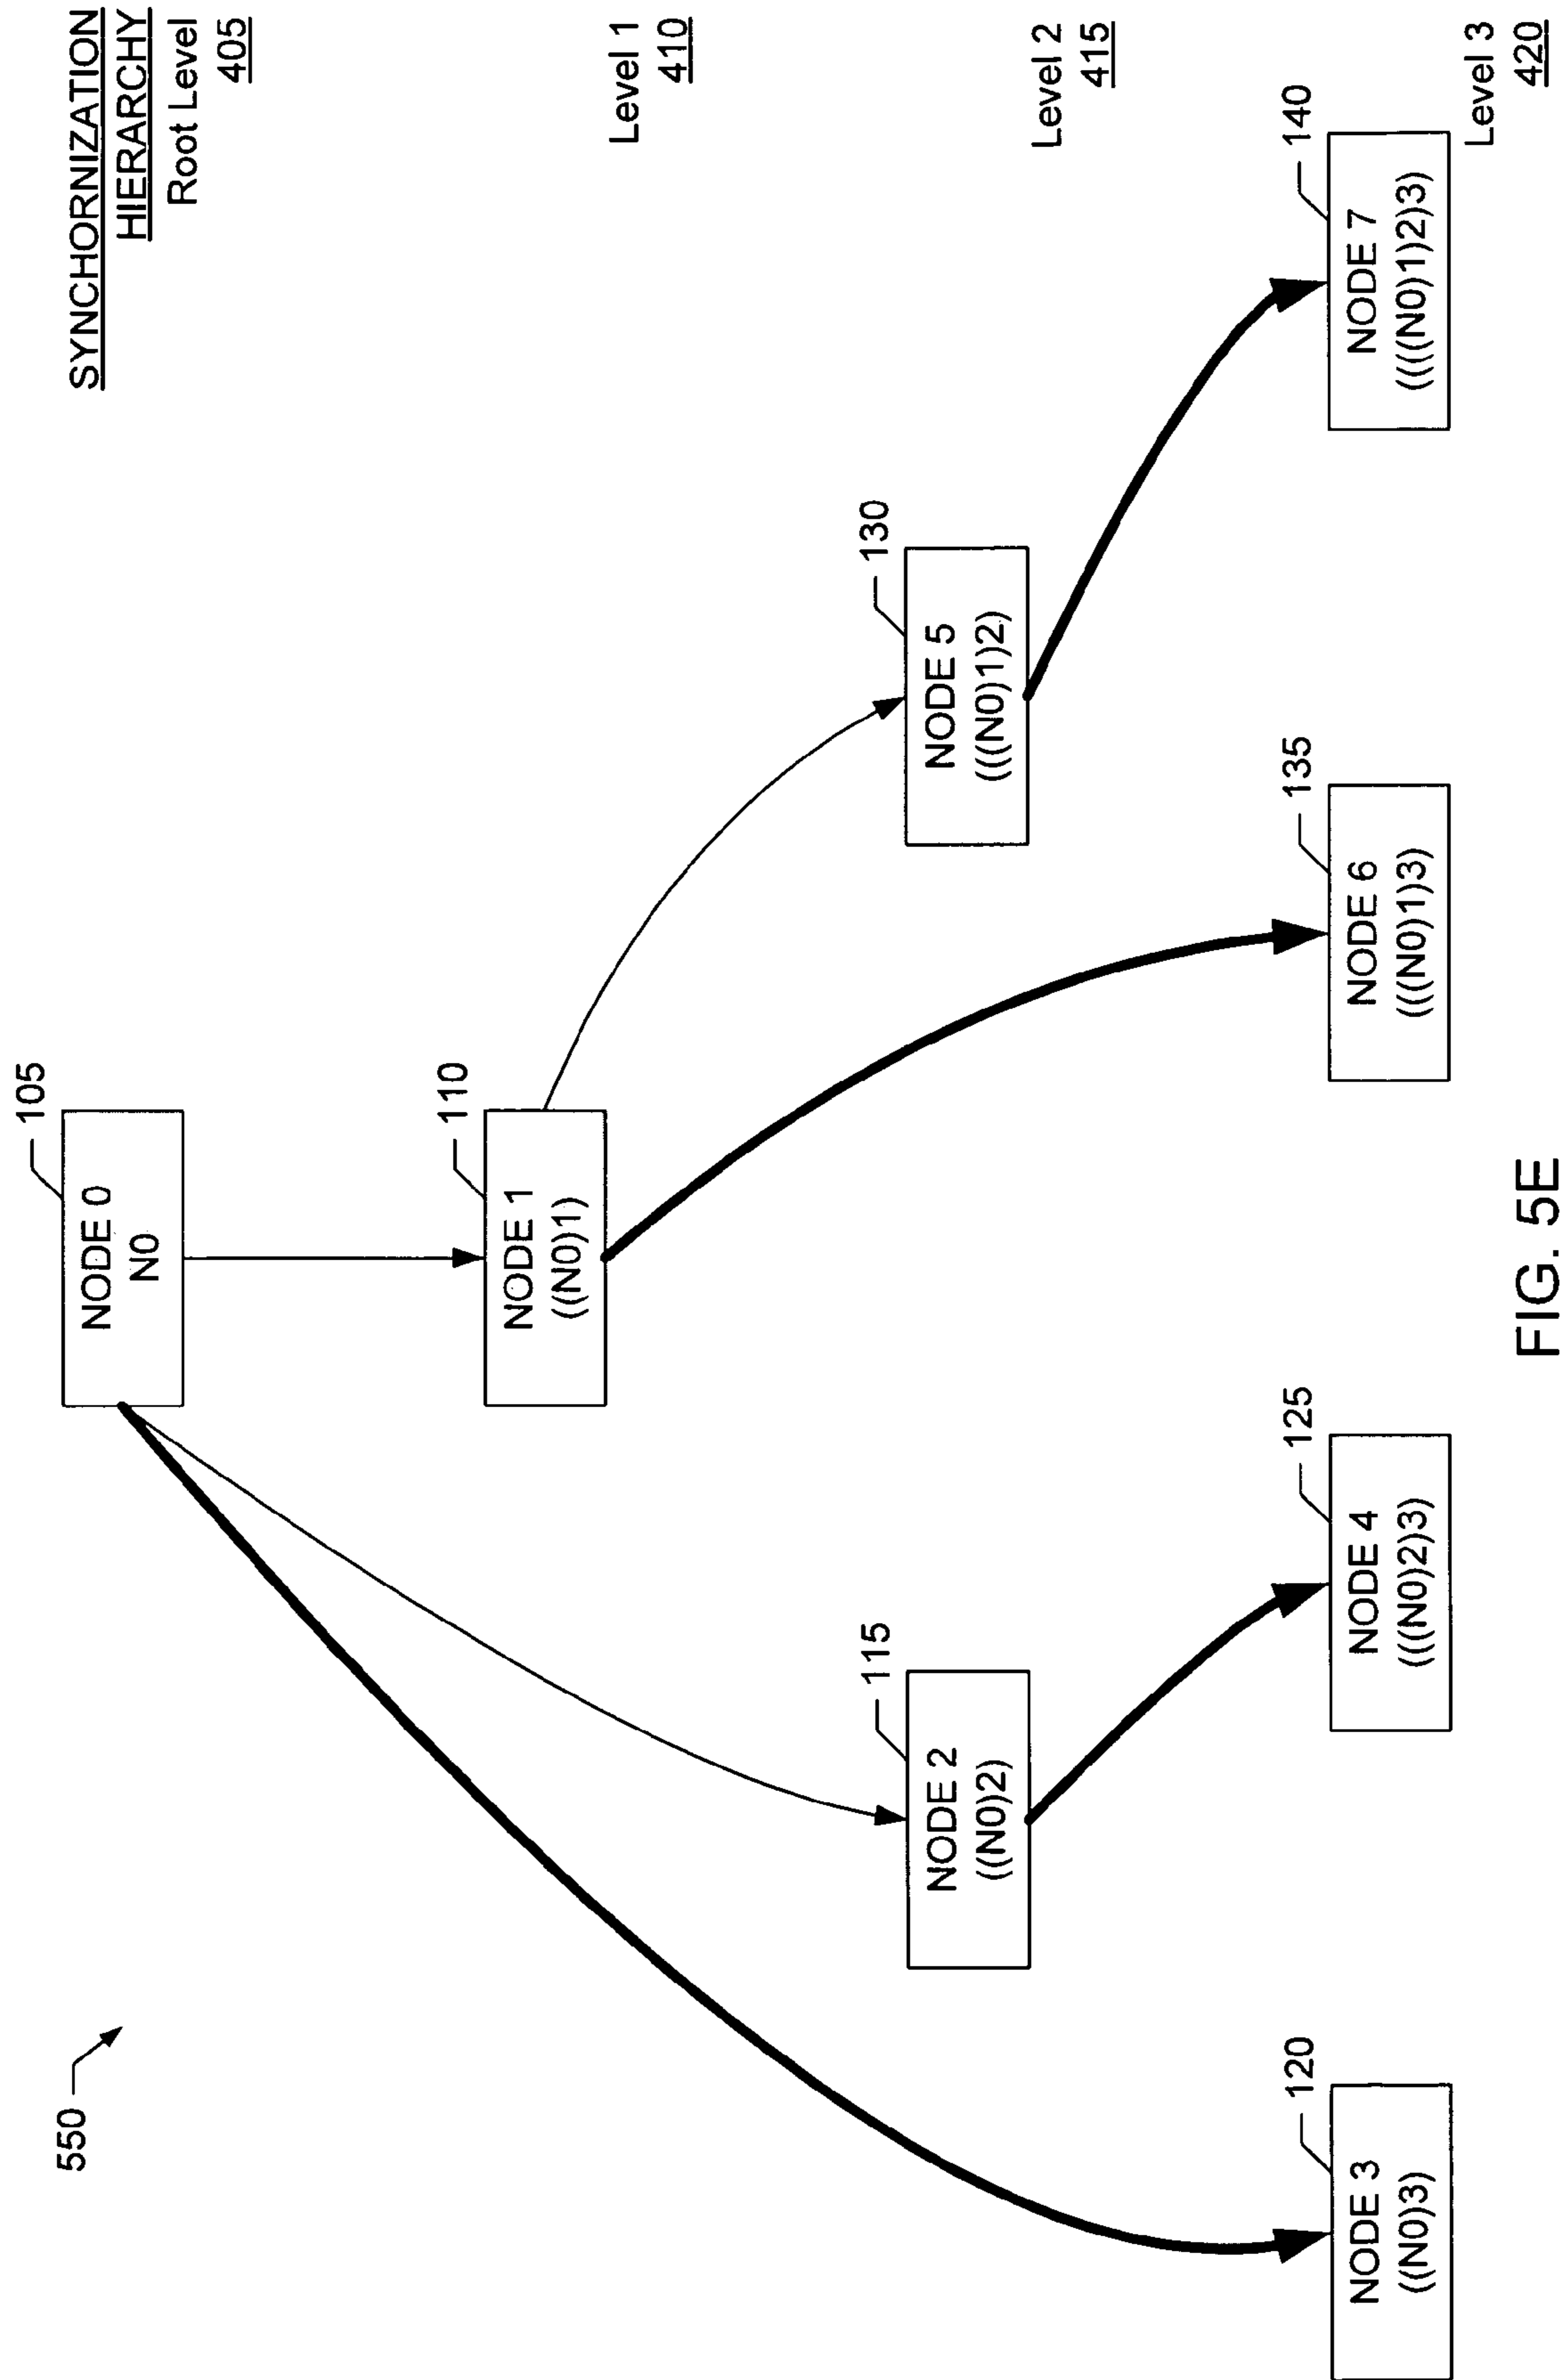 SYNCHORNIZATION
HIERARCHY
Root Level
405
550
105
NODE 0
N0
Level 1
410
110
NODE 1
((N0)1)
Level 2
415
115
NODE 2
((N0)2)
130
NODE 5
(((N0)1)2)
120
NODE 3
((N0)3)
125
NODE 4
(((N0)2)3)
135
NODE 6
(((N0)1)3)
140
NODE 7
((((N0)1)2)3)
Level 3
420
FIG. 5E